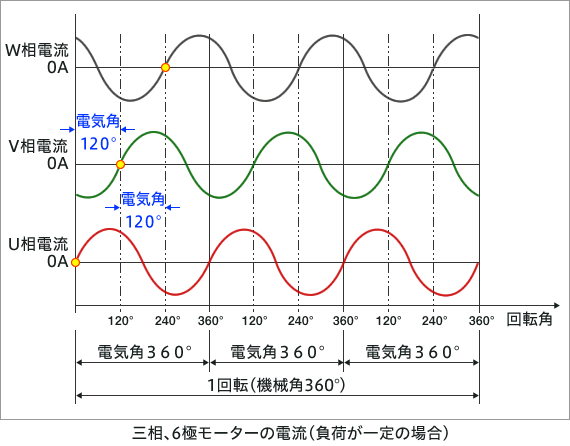 W相電流
0A
電気角
120°
V相電流
0A
電気角
120°
U相電流
0A
120° 240° 360° 120° 240° 360° 120° 240° 360° 回転角
電気角360° 電気角360° 電気角360°
1回転(機械角360°)
三相、6極モーターの電流(負荷が一定の場合)